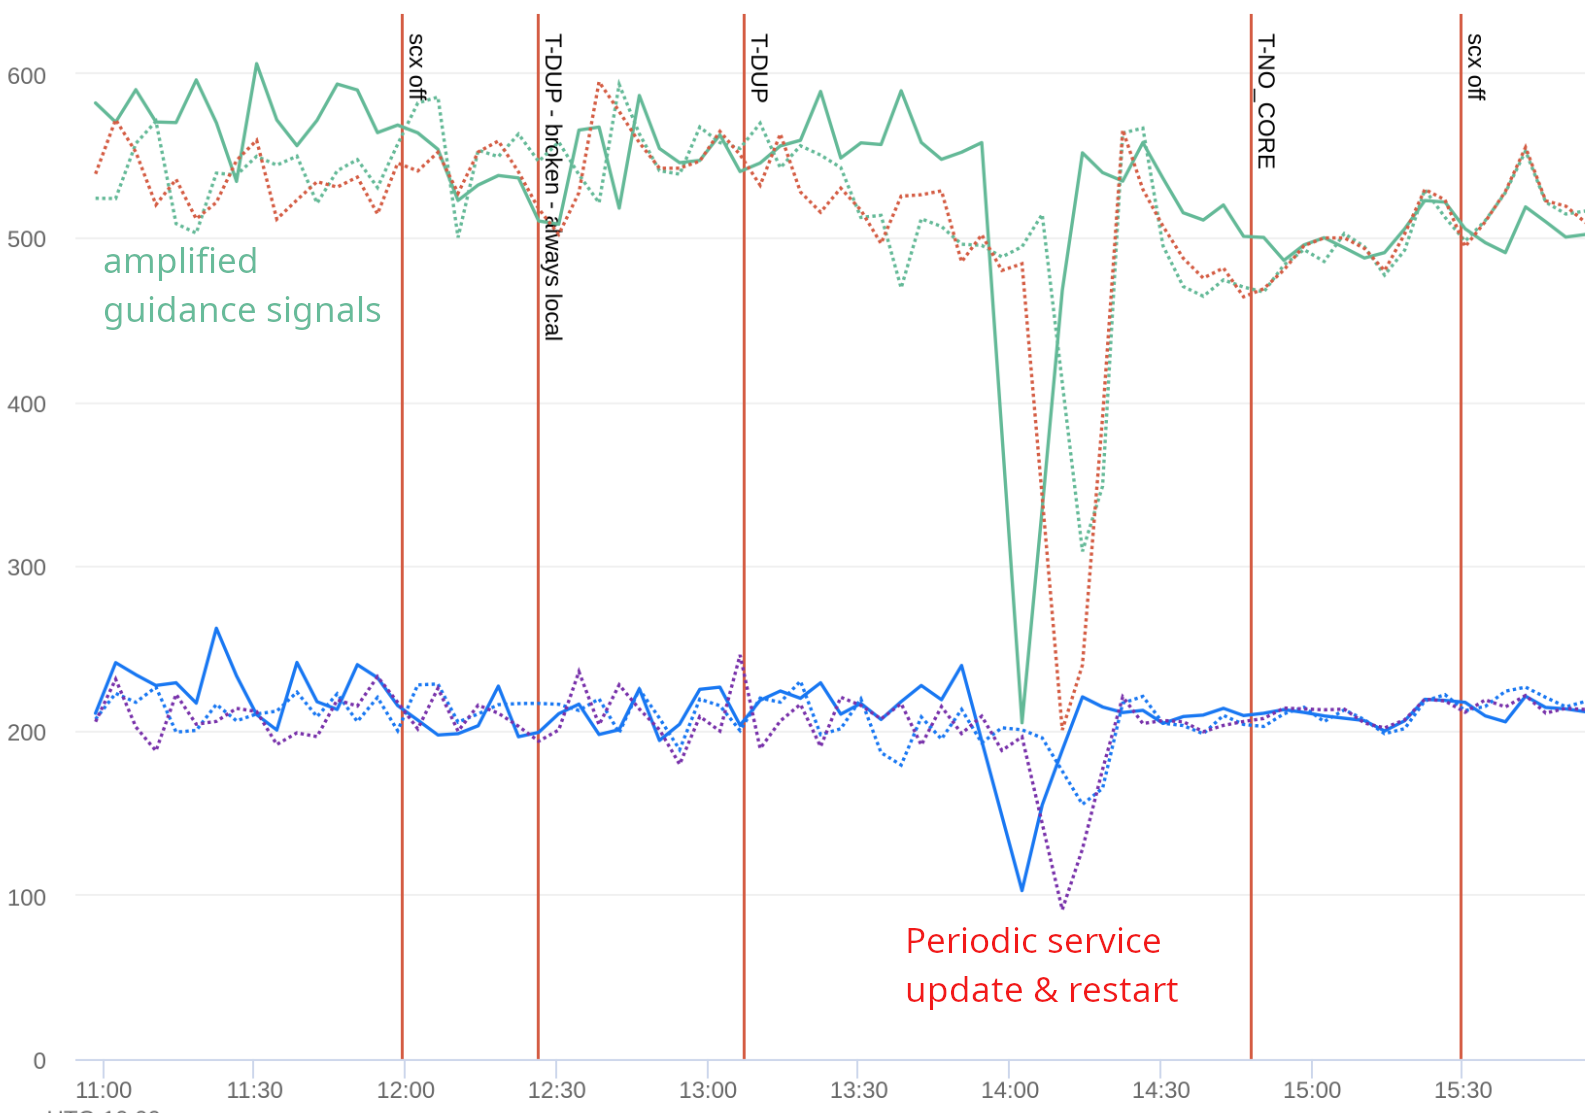 600
500
400
300
200
100
0
scx off
T-DUP - broken - always local
T-DUP
T-NO_CORE
scx off
amplified
guidance signals
Periodic service
update & restart
11:00 11:30 12:00 12:30 13:00 13:30 14:00 14:30 15:00 15:30